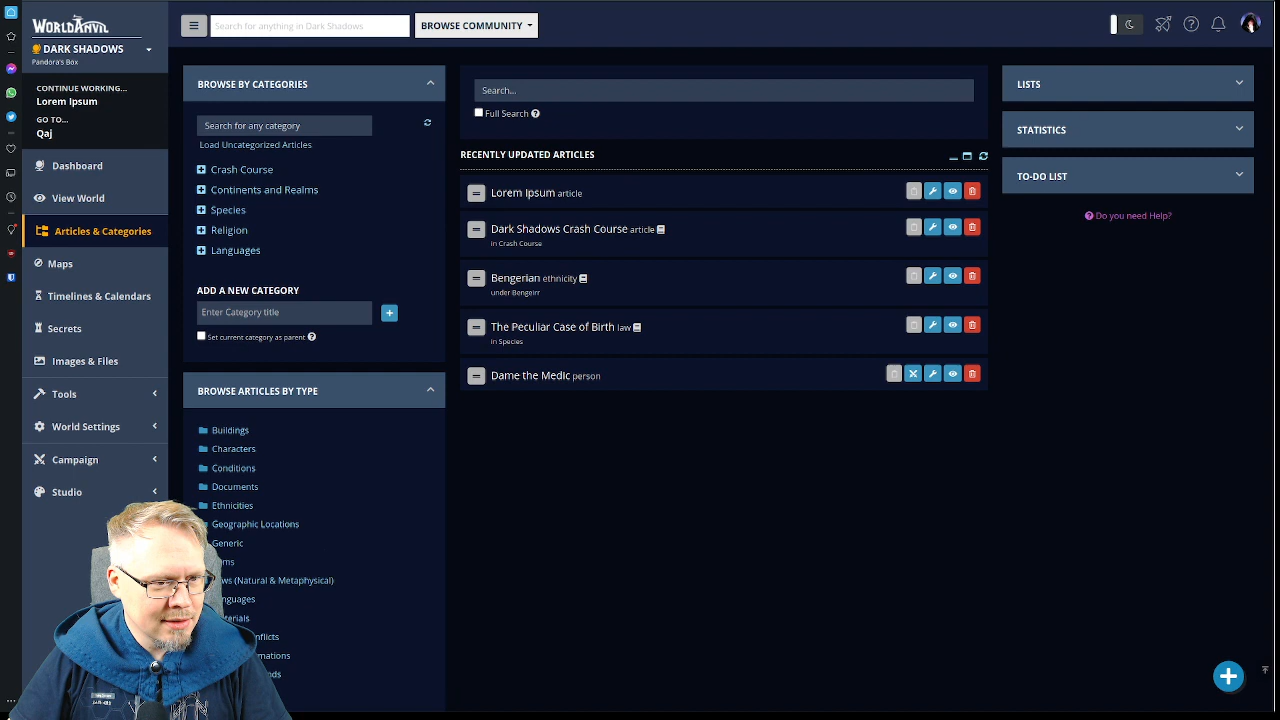 WORLDANVIL
DARK SHADOWS
Pandora's Box
CONTINUE WORKING...
Lorem Ipsum
GO TO...
Qaj
Dashboard
View World
Articles & Categories
Maps
Timelines & Calendars
Secrets
Images & Files
Tools
World Settings
Campaign
Studio
Search for anything in Dark Shadows
BROWSE COMMUNITY
BROWSE BY CATEGORIES
Search for any category
Load Uncategorized Articles
Crash Course
Continents and Realms
Species
Religion
Languages
ADD A NEW CATEGORY
Enter Category title
Set current category as parent
BROWSE ARTICLES BY TYPE
Buildings
Characters
Conditions
Documents
Ethnicities
Geographic Locations
Generic
(Natural & Metaphysical)
Search...
Full Search
RECENTLY UPDATED ARTICLES
Lorem Ipsum article
Dark Shadows Crash Course article
in Crash Course
Bengerian ethnicity
under Bengeirr
The Peculiar Case of Birth law
in Species
Dame the Medic person
LISTS
STATISTICS
TO-DO LIST
Do you need Help?